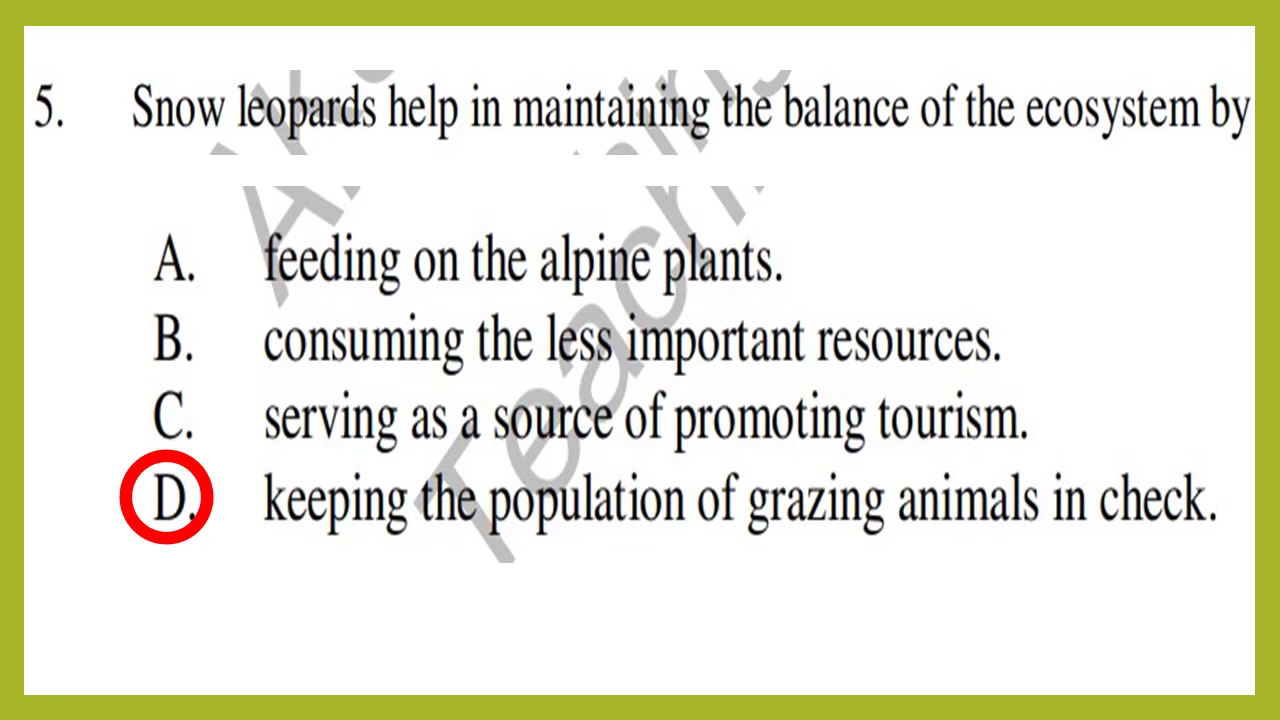 5. Snow leopards help in maintaining the balance of the ecosystem by
A. feeding on the alpine plants.
B. consuming the less important resources.
C. serving as a source of promoting tourism.
D. keeping the population of grazing animals in check.